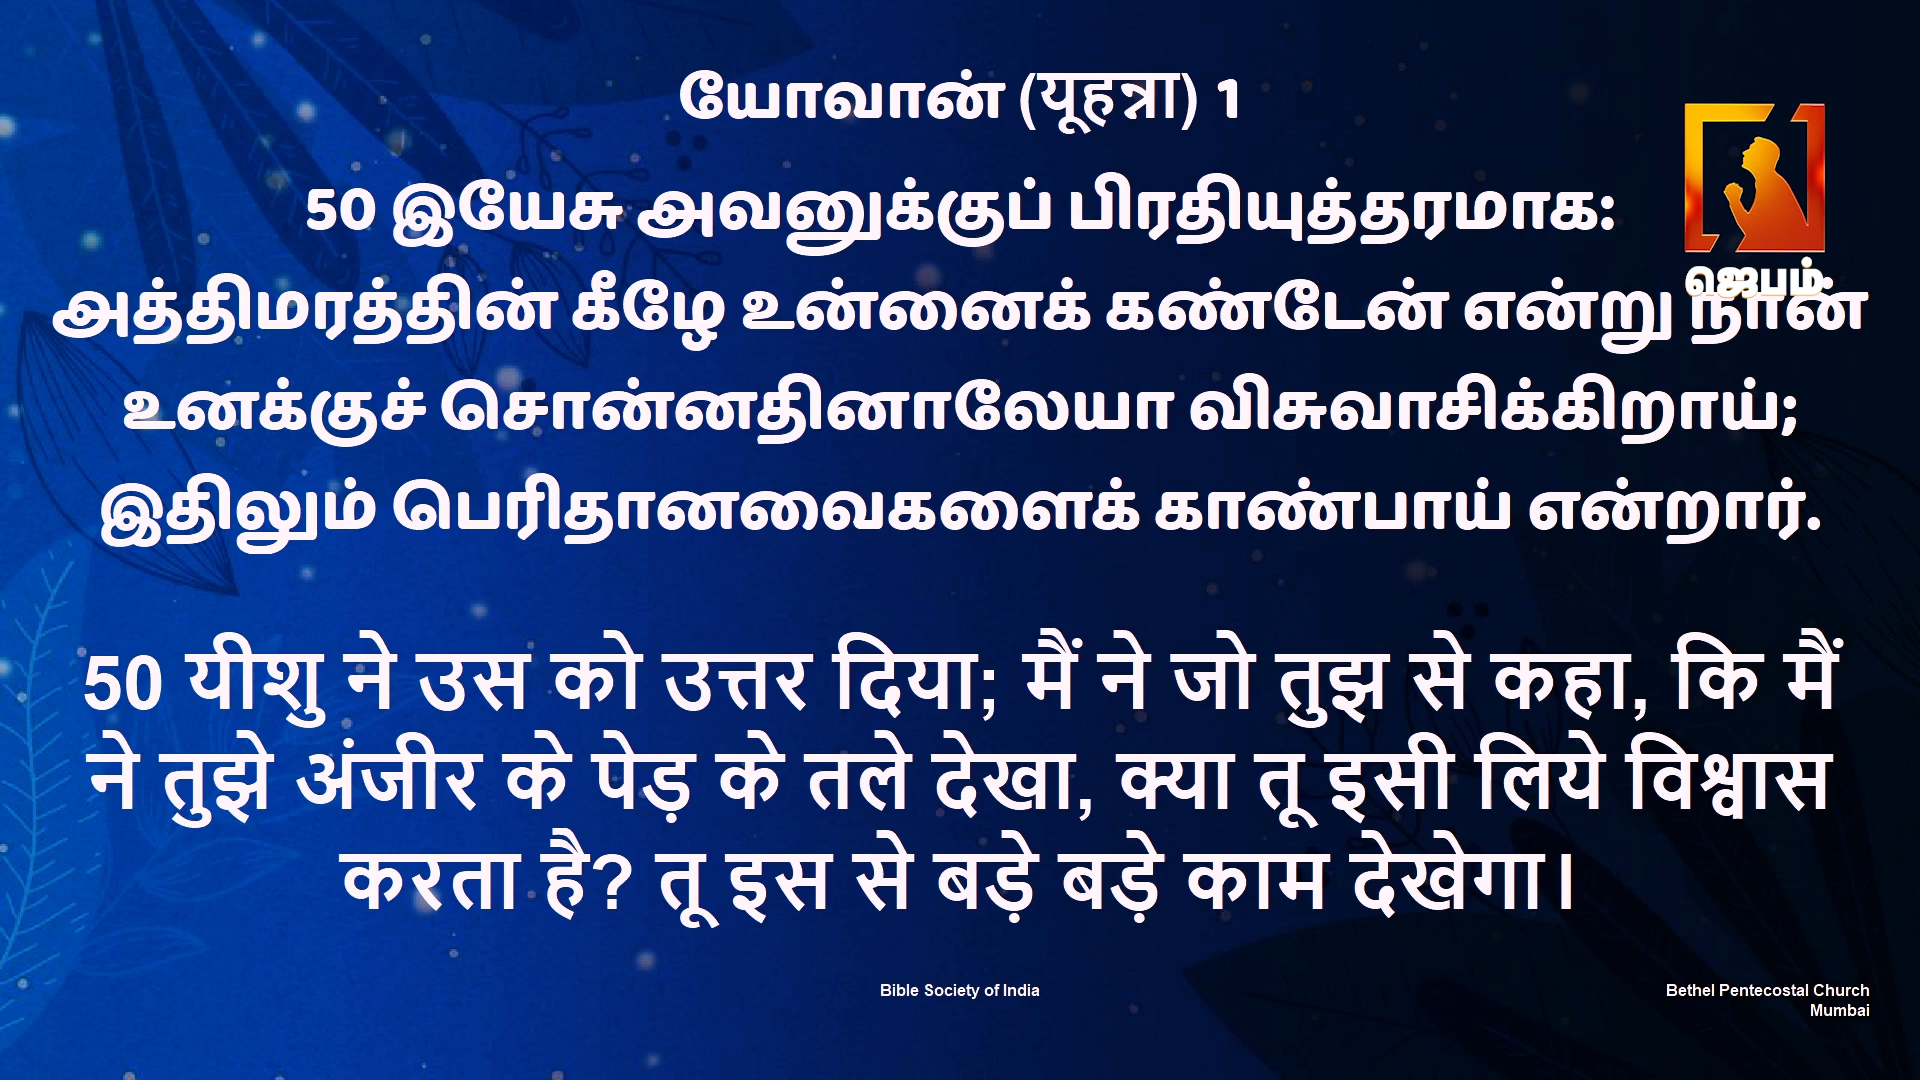 யோவான் (यूहन्ना) 1
50 இயேசு அவனுக்குப் பிரதியுத்தரமாக:
அத்திமரத்தின் கீழே உன்னைக் கண்டேன் என்று நான்
உனக்குச் சொன்னதினாலேயா விசுவாசிக்கிறாய்;
இதிலும் பெரிதானவைகளைக் காண்பாய் என்றார்.
ஜெபம்
50 यीशु ने उस को उत्तर दिया; मैं ने जो तुझ से कहा, कि मैं
ने तुझे अंजीर के पेड़ के तले देखा, क्या तू इसी लिये विश्वास
करता है? तू इस से बड़े बड़े काम देखेगा।
Bible Society of India
Bethel Pentecostal Church
Mumbai